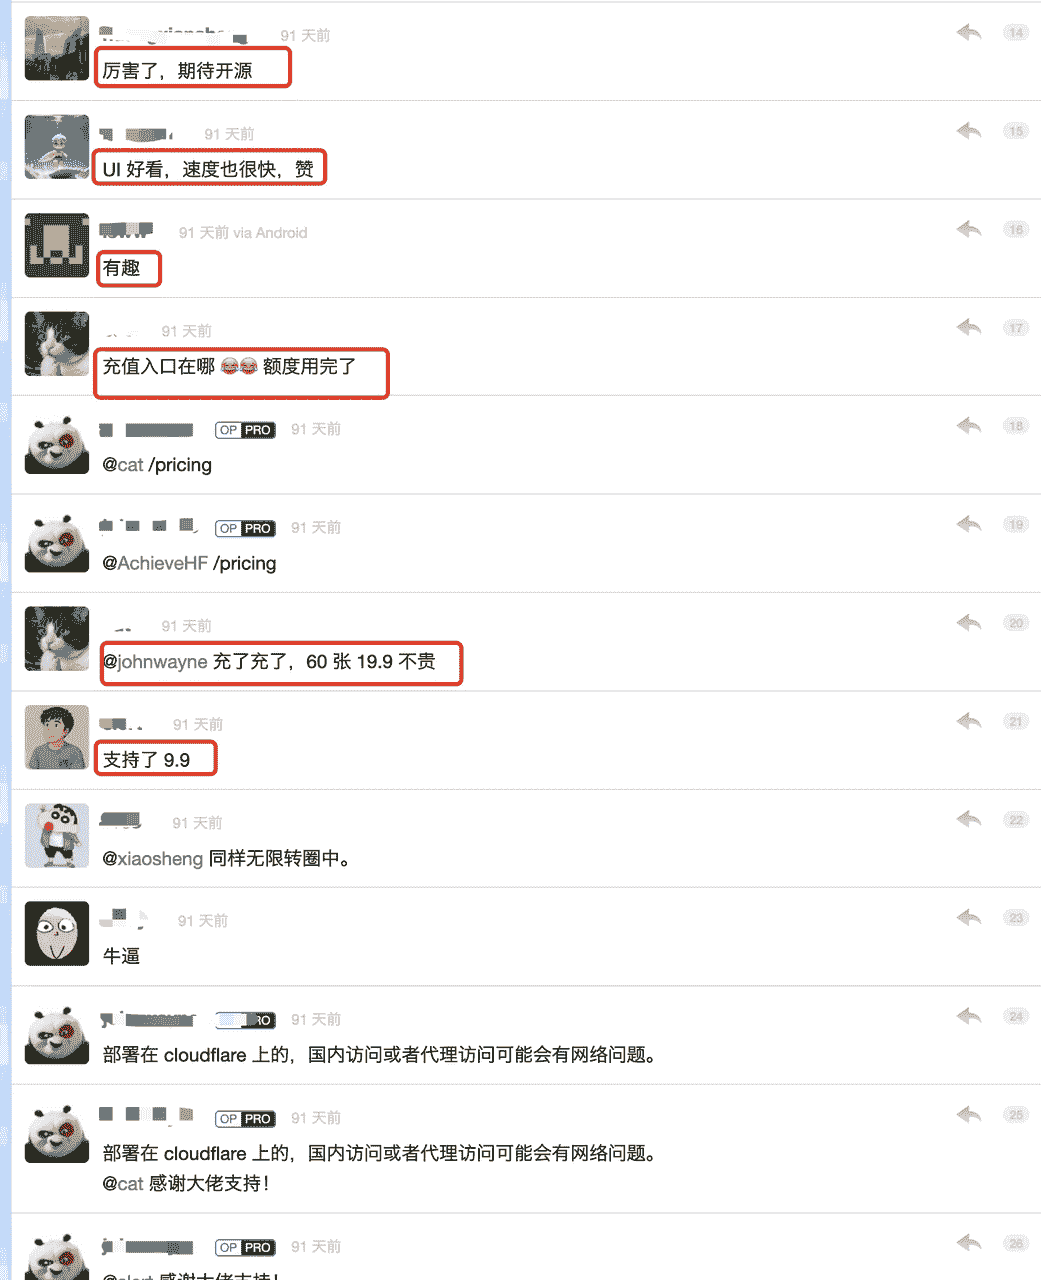 91 天前
14
厉害了，期待开源
91 天前
15
UI 好看，速度也很快，赞
91 天前 via Android
16
有趣
91 天前
17
充值入口在哪 😂😂 额度用完了
OP PRO 91 天前
18
@cat /pricing
OP PRO 91 天前
19
@AchieveHF /pricing
91 天前
20
@johnwayne 充了充了，60 张 19.9 不贵
91 天前
21
支持了 9.9
91 天前
22
@xiaosheng 同样无限转圈中。
91 天前
23
牛逼
91 天前
24
部署在 cloudflare 上的，国内访问或者代理访问可能会有网络问题。
OP PRO 91 天前
25
部署在 cloudflare 上的，国内访问或者代理访问可能会有网络问题。
@cat 感谢大佬支持！
OP PRO 91 天前
26
感谢大佬支持！